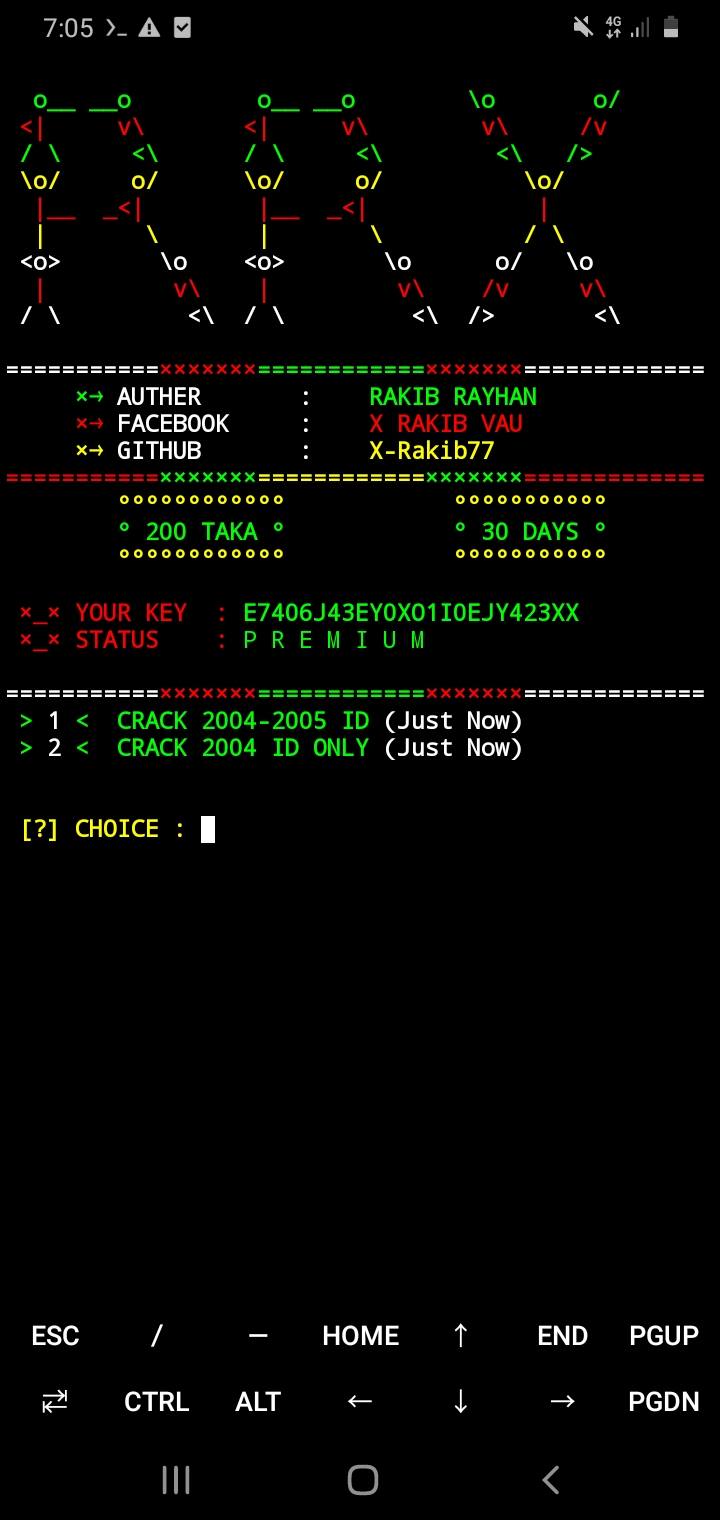 7:05 >_ 4G
o__ __o o__ __o \o o/
<| v\ <| v\ v\ /v
/ \ <\ / \ <\ <\ />
\o/ o/ \o/ o/ \o/
|__ _<| |__ _<| |
| \ | \ / \
<o> \o <o> \o o/ \o
| v\ | v\ /v v\
/ \ <\ / \ <\ /> <\
===========×××××××============×××××××=============
×→ AUTHER : RAKIB RAYHAN
×→ FACEBOOK : X RAKIB VAU
×→ GITHUB : X-Rakib77
===========×××××××============×××××××=============
°°°°°°°°°°°° °°°°°°°°°°°
° 200 TAKA ° ° 30 DAYS °
°°°°°°°°°°°° °°°°°°°°°°°
×_× YOUR KEY : E7406J43EY0XO1I0EJY423XX
×_× STATUS : P R E M I U M
===========×××××××============×××××××=============
> 1 < CRACK 2004-2005 ID (Just Now)
> 2 < CRACK 2004 ID ONLY (Just Now)
[?] CHOICE :
ESC / — HOME ↑ END PGUP
⇄ CTRL ALT ← ↓ → PGDN